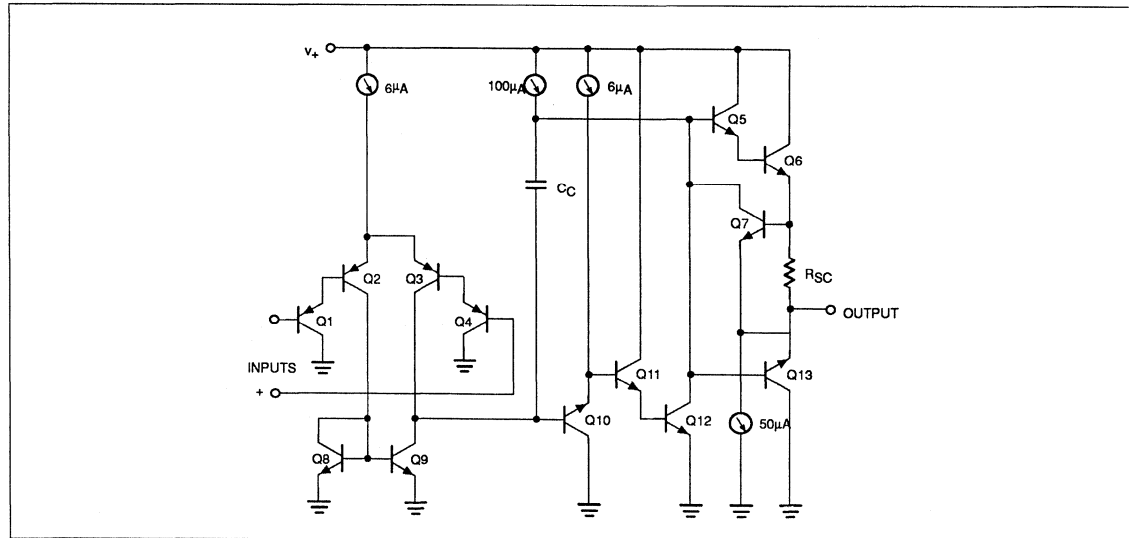 V+
6μA
100μA
6μA
Q5
Q6
CC
Q7
Q2
Q3
RSC
Q1
Q4
OUTPUT
INPUTS
+
Q11
Q13
Q10
Q12
50μA
Q8
Q9